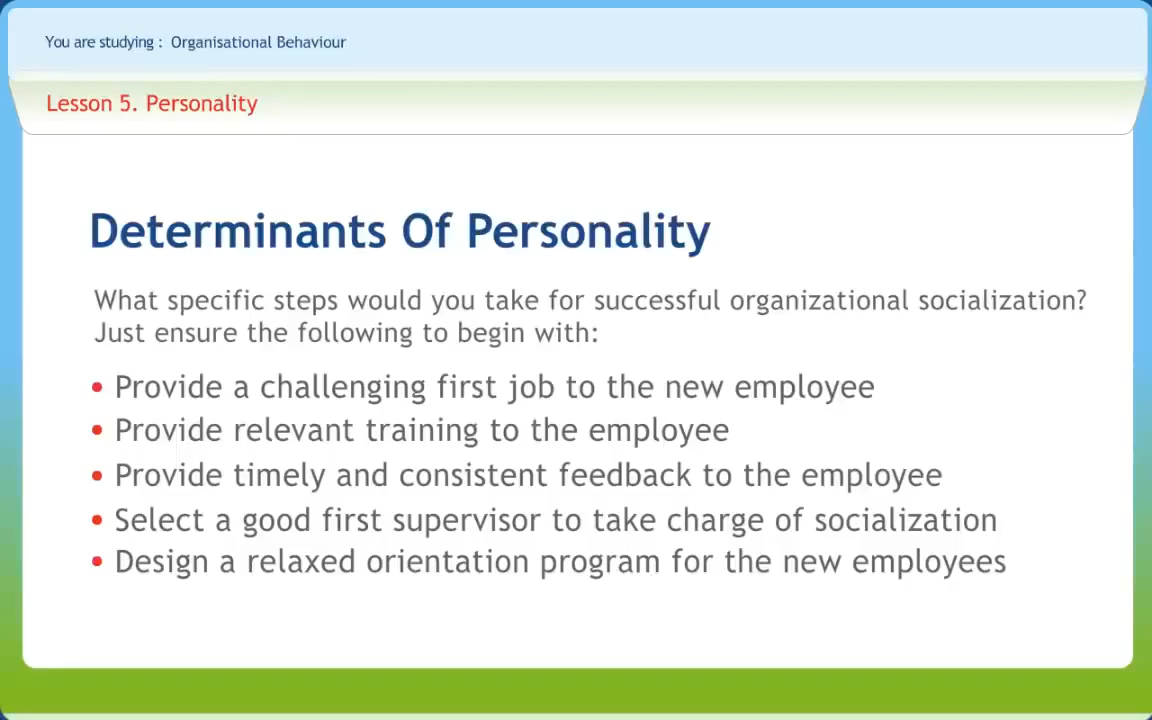 You are studying : Organisational Behaviour
Lesson 5. Personality
Determinants Of Personality
What specific steps would you take for successful organizational socialization?
Just ensure the following to begin with:
• Provide a challenging first job to the new employee
• Provide relevant training to the employee
• Provide timely and consistent feedback to the employee
• Select a good first supervisor to take charge of socialization
• Design a relaxed orientation program for the new employees